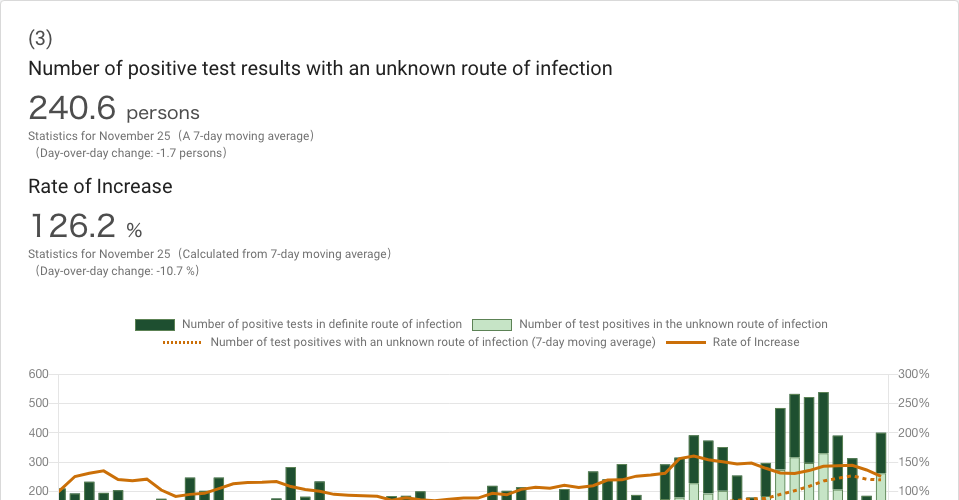 (3)
Number of positive test results with an unknown route of infection
240.6 persons
Statistics for November 25（A 7-day moving average）
（Day-over-day change: -1.7 persons）
Rate of Increase
126.2 %
Statistics for November 25（Calculated from 7-day moving average）
（Day-over-day change: -10.7 %）
Number of positive tests in definite route of infection Number of test positives in the unknown route of infection
Number of test positives with an unknown route of infection (7-day moving average) Rate of Increase
600 300%
500 250%
400 200%
300 150%
200 100%